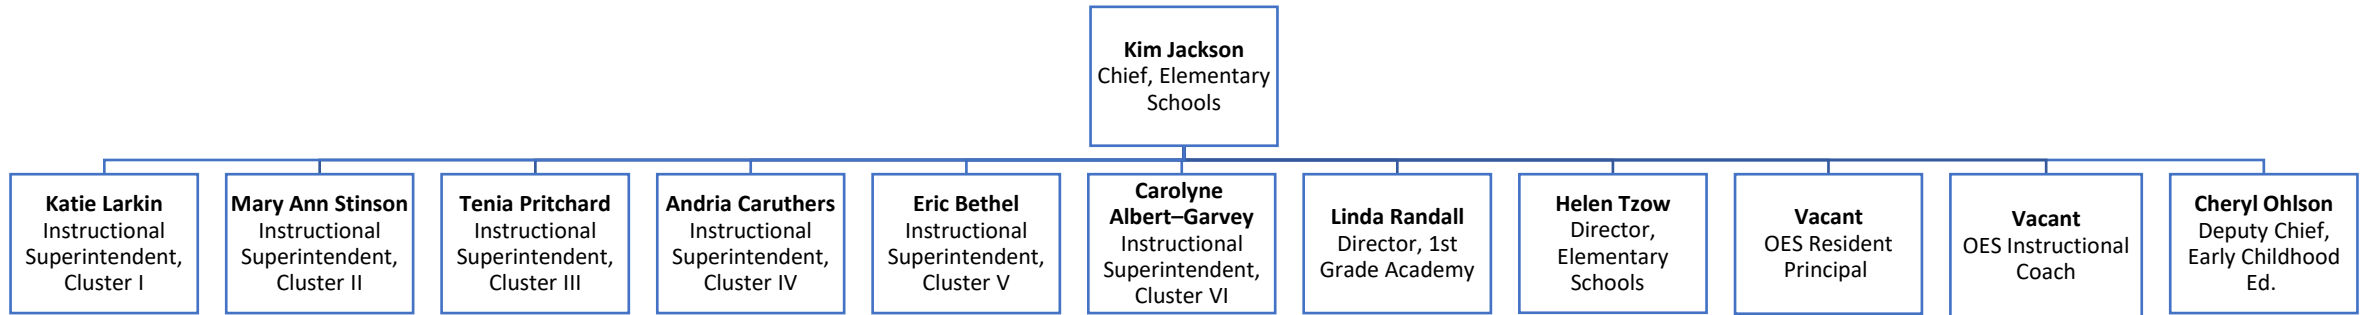 Kim Jackson
Chief, Elementary
Schools
Katie Larkin
Instructional
Superintendent,
Cluster I
Mary Ann Stinson
Instructional
Superintendent,
Cluster II
Tenia Pritchard
Instructional
Superintendent,
Cluster III
Andria Caruthers
Instructional
Superintendent,
Cluster IV
Eric Bethel
Instructional
Superintendent,
Cluster V
Carolyne
Albert–Garvey
Instructional
Superintendent,
Cluster VI
Linda Randall
Director, 1st
Grade Academy
Helen Tzow
Director,
Elementary
Schools
Vacant
OES Resident
Principal
Vacant
OES Instructional
Coach
Cheryl Ohlson
Deputy Chief,
Early Childhood
Ed.